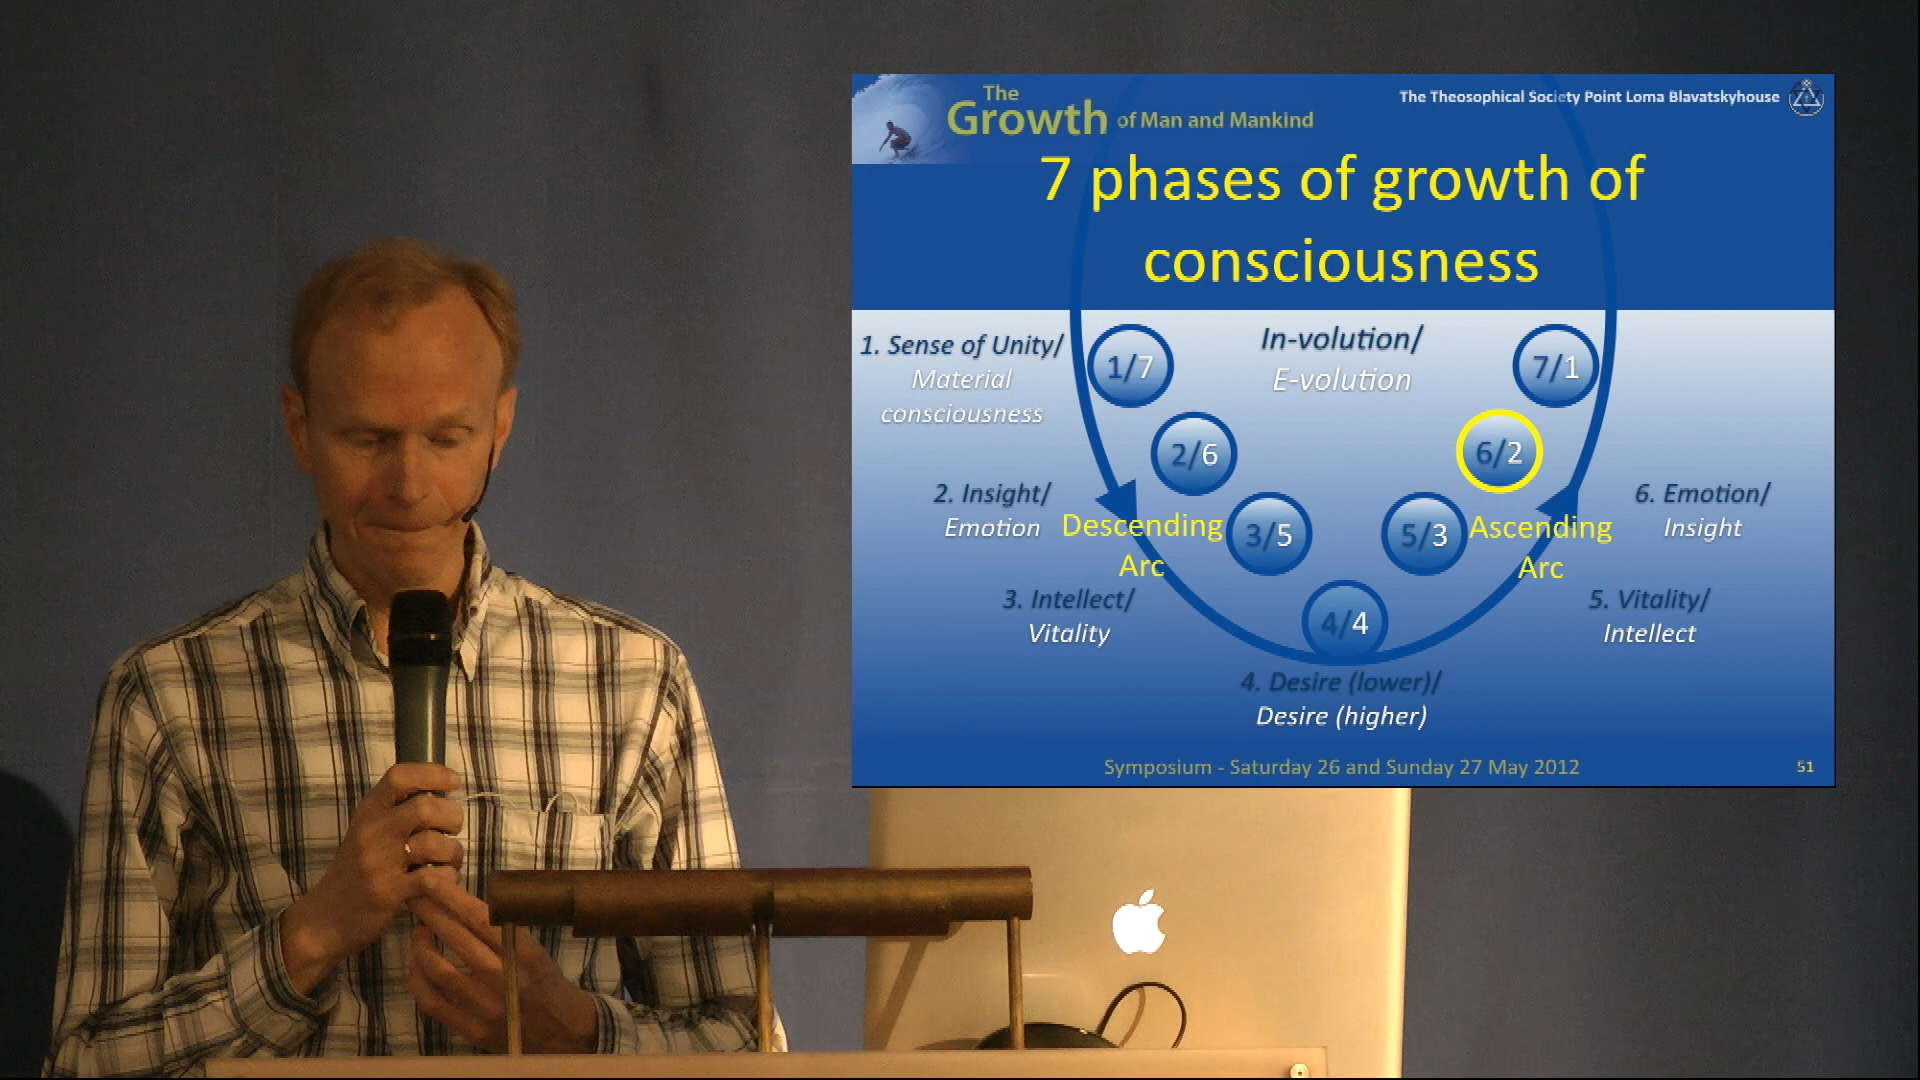 The
Growth of Man and Mankind
The Theosophical Society Point Loma Blavatskyhouse
7 phases of growth of
consciousness
1. Sense of Unity/
Material
consciousness
1/7
In-volution/
E-volution
7/1
2/6
6/2
2. Insight/
Emotion
Descending
Arc
3/5
5/3
Ascending
Arc
6. Emotion/
Insight
3. Intellect/
Vitality
4/4
5. Vitality/
Intellect
4. Desire (lower)/
Desire (higher)
Symposium - Saturday 26 and Sunday 27 May 2012
51